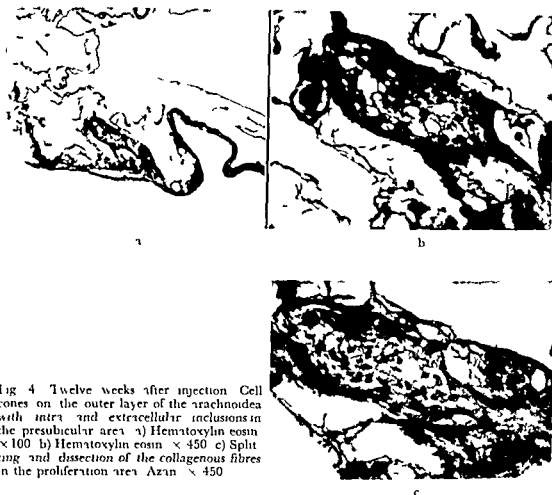 a
b
Fig 4 Twelve weeks after injection Cell
cones on the outer layer of the arachnoidea
with intra and extracellular inclusions in
the presubicular area a) Hematoxylin eosin
×100 b) Hematoxylin eosin × 450 c) Split
ting and dissection of the collagenous fibres
in the proliferation area Azan × 450
c